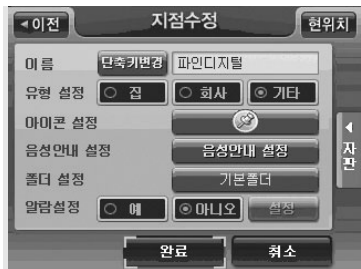 이전 지점수정 현위치
이름 단축키변경 파인디지털
유형 설정 집 회사 기타
아이콘 설정
음성안내 설정 음성안내 설정
폴더 설정 기본폴더
알람설정 예 아니오 설정
자판
완료 취소